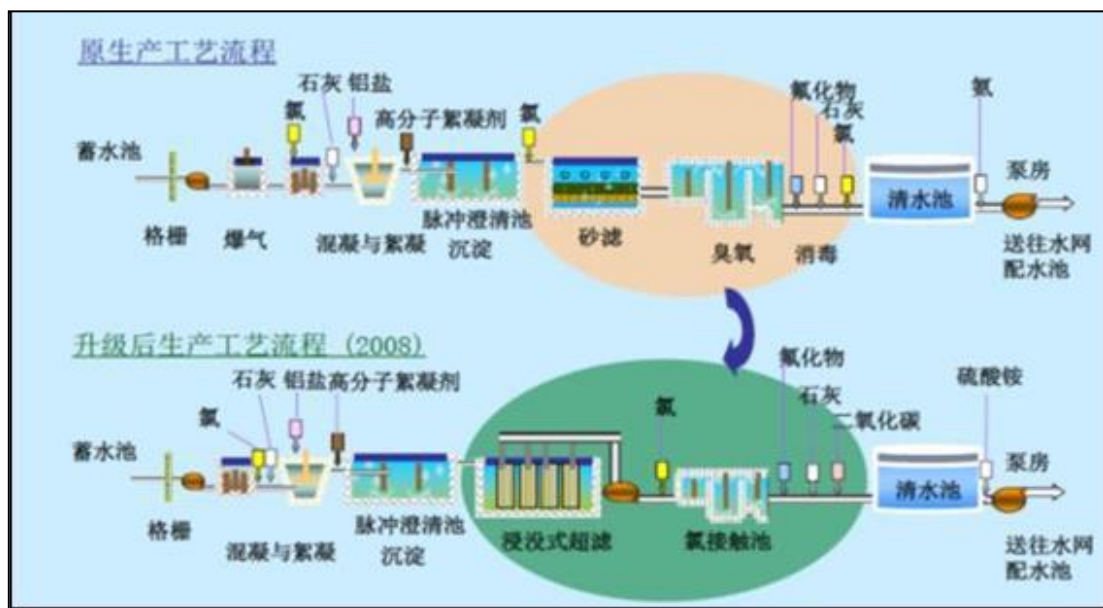 原生产工艺流程
石灰 铝盐
氯
高分子絮凝剂
氯
氟化物
石灰
氯
氨
蓄水池
泵房
清水池
格栅
爆气
混凝与絮凝
脉冲澄清池
沉淀
砂滤
臭氧
消毒
送往水网
配水池
升级后生产工艺流程 (2008)
石灰 铝盐 高分子絮凝剂
氯
氯
氟化物
石灰
二氧化碳
硫酸铵
蓄水池
泵房
清水池
格栅
混凝与絮凝
脉冲澄清池
沉淀
浸没式超滤
氯接触池
送往水网
配水池